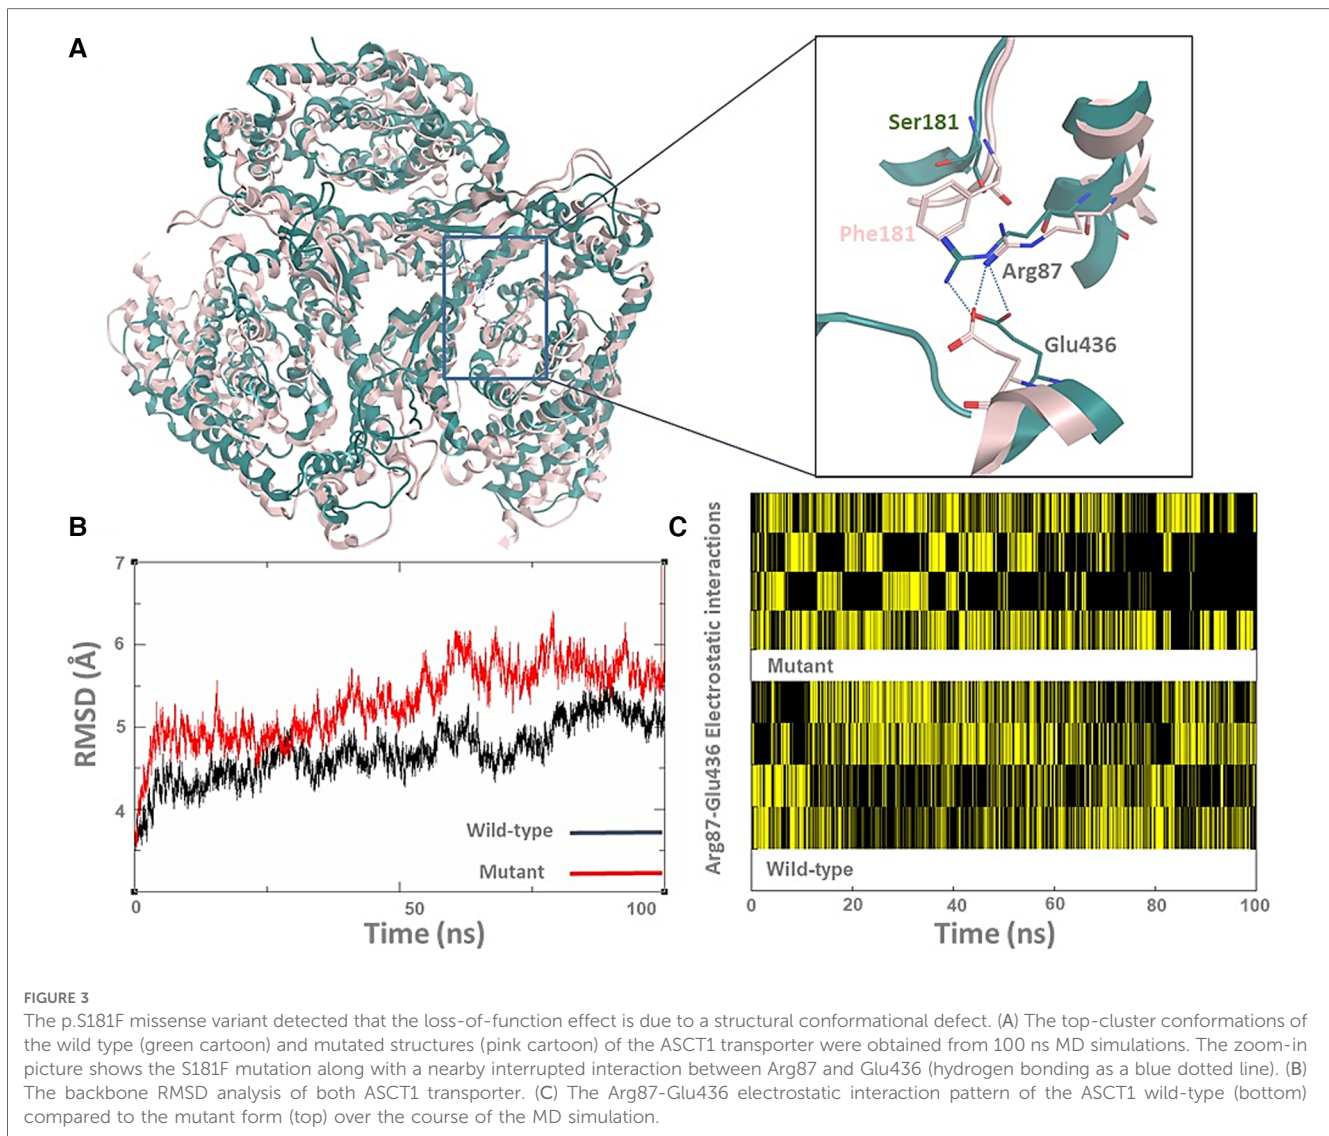 A
Ser181
Phe181
Arg87
Glu436
B
7
6
5
4
RMSD (Å)
Wild-type
Mutant
0
50
100
Time (ns)
C
Arg87-Glu436 Electrostatic interactions
Mutant
Wild-type
0
20
40
60
80
100
Time (ns)
FIGURE 3
The p.S181F missense variant detected that the loss-of-function effect is due to a structural conformational defect. (A) The top-cluster conformations of
the wild type (green cartoon) and mutated structures (pink cartoon) of the ASCT1 transporter were obtained from 100 ns MD simulations. The zoom-in
picture shows the S181F mutation along with a nearby interrupted interaction between Arg87 and Glu436 (hydrogen bonding as a blue dotted line). (B)
The backbone RMSD analysis of both ASCT1 transporter. (C) The Arg87-Glu436 electrostatic interaction pattern of the ASCT1 wild-type (bottom)
compared to the mutant form (top) over the course of the MD simulation.